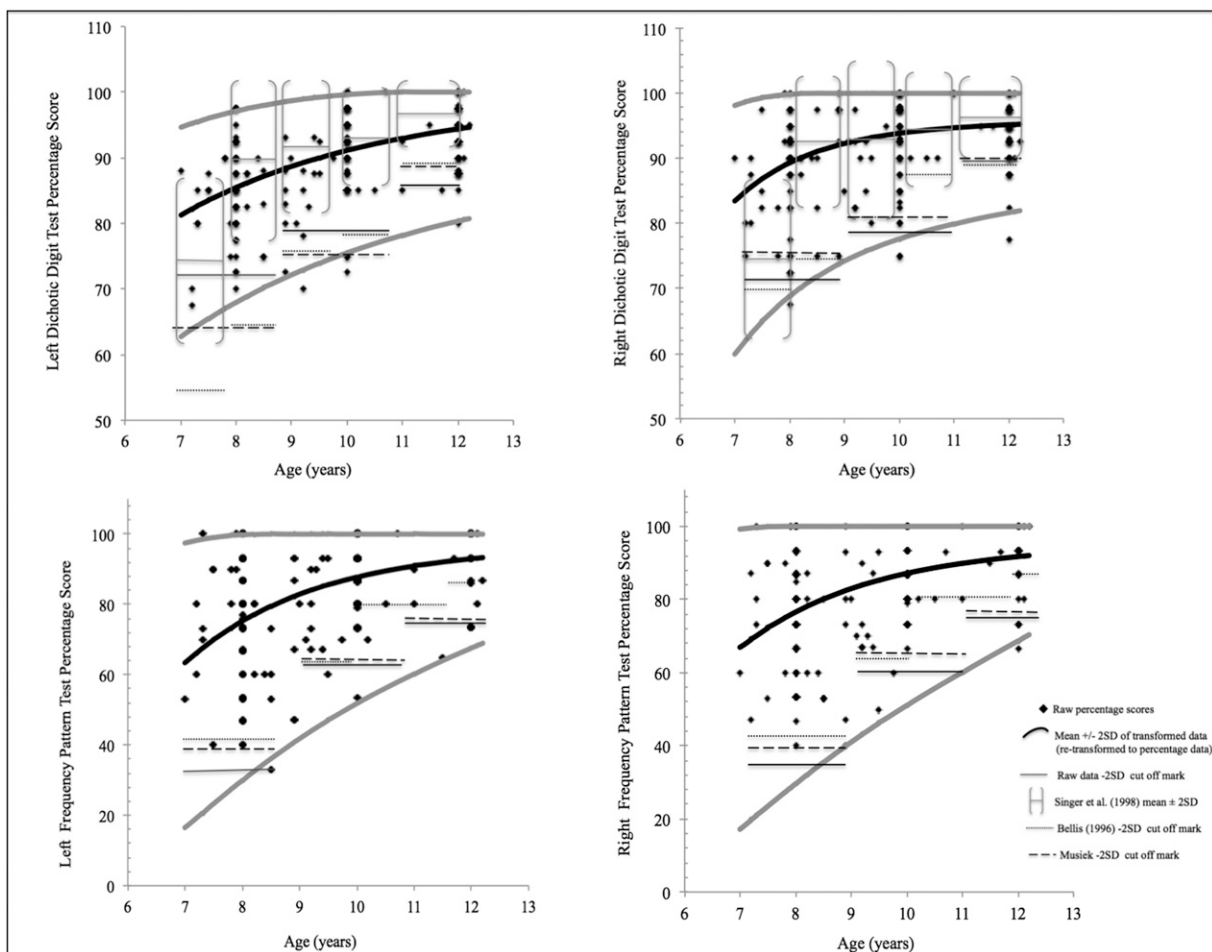 110
100
90
80
70
60
50
6 7 8 9 10 11 12 13
Left Dichotic Digit Test Percentage Score
Age (years)
110
100
90
80
70
60
50
6 7 8 9 10 11 12 13
Right Dichotic Digit Test Percentage Score
Age (years)
100
80
60
40
20
0
6 7 8 9 10 11 12 13
Left Frequency Pattern Test Percentage Score
Age (years)
100
80
60
40
20
0
6 7 8 9 10 11 12 13
Right Frequency Pattern Test Percentage Score
Age (years)
Raw percentage scores
Mean +/- 2SD of transformed data
(re-transformed to percentage data)
Raw data -2SD cut off mark
Singer et al. (1998) mean ± 2SD
Bellis (1996) -2SD cut off mark
Musiek -2SD cut off mark